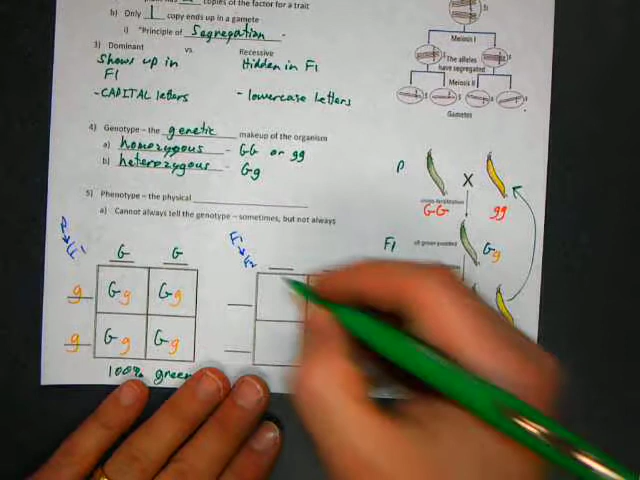 copies of the factor for a trait
b) Only 1 copy ends up in a gamete
i) "Principle of Segregation
3) Dominant vs. Recessive
Shows up in F1
Hidden in F1
- CAPITAL letters
- lowercase letters
4) Genotype – the genetic makeup of the organism
a) homozygous - GG or gg
b) heterozygous - Gg
5) Phenotype – the physical
a) Cannot always tell the genotype – sometimes, but not always
P → F1
G G
g Gg Gg
g Gg Gg
100% green
F1 → F2
Meiosis I
The alleles
have segregated
Meiosis II
Gametes
P X
GG gg
F1 all green podded Gg